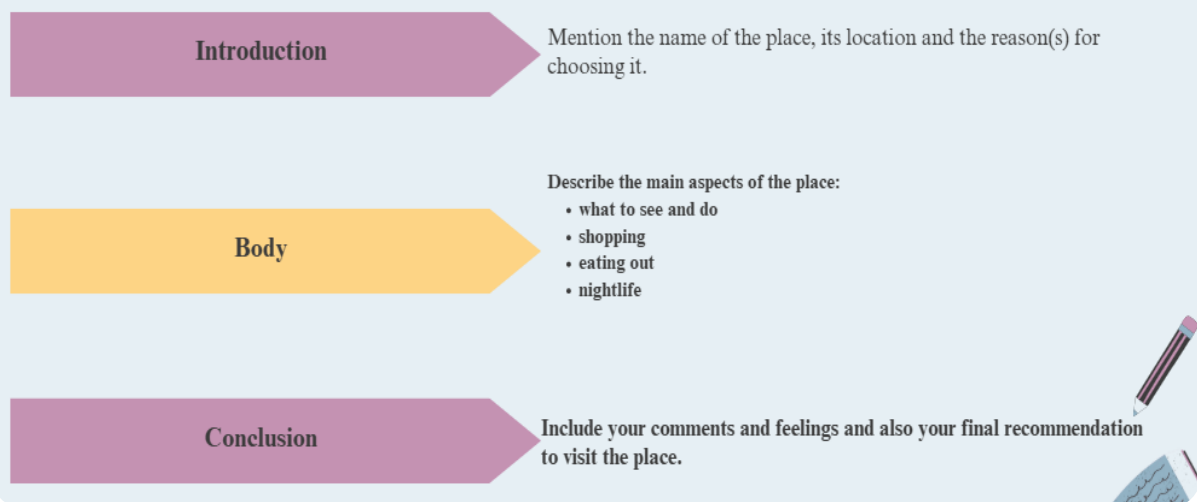 Introduction
Mention the name of the place, its location and the reason(s) for
choosing it.
Body
Describe the main aspects of the place:
• what to see and do
• shopping
• eating out
• nightlife
Conclusion
Include your comments and feelings and also your final recommendation
to visit the place.